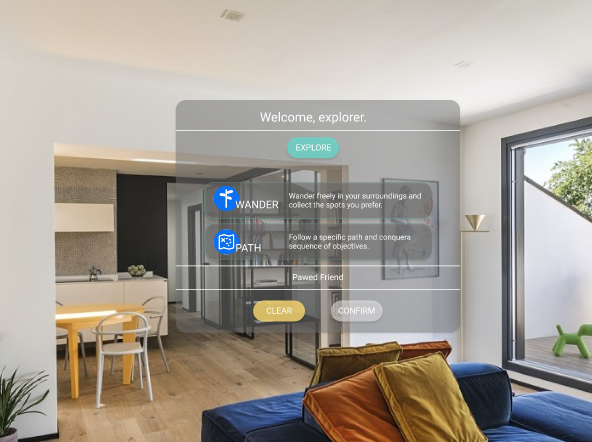 Welcome, explorer.
EXPLORE
WANDER
Wander freely in your surroundings and
collect the spots you prefer.
PATH
Follow a specific path and conquera
sequence of objectives.
Pawed Friend
CLEAR
CONFIRM